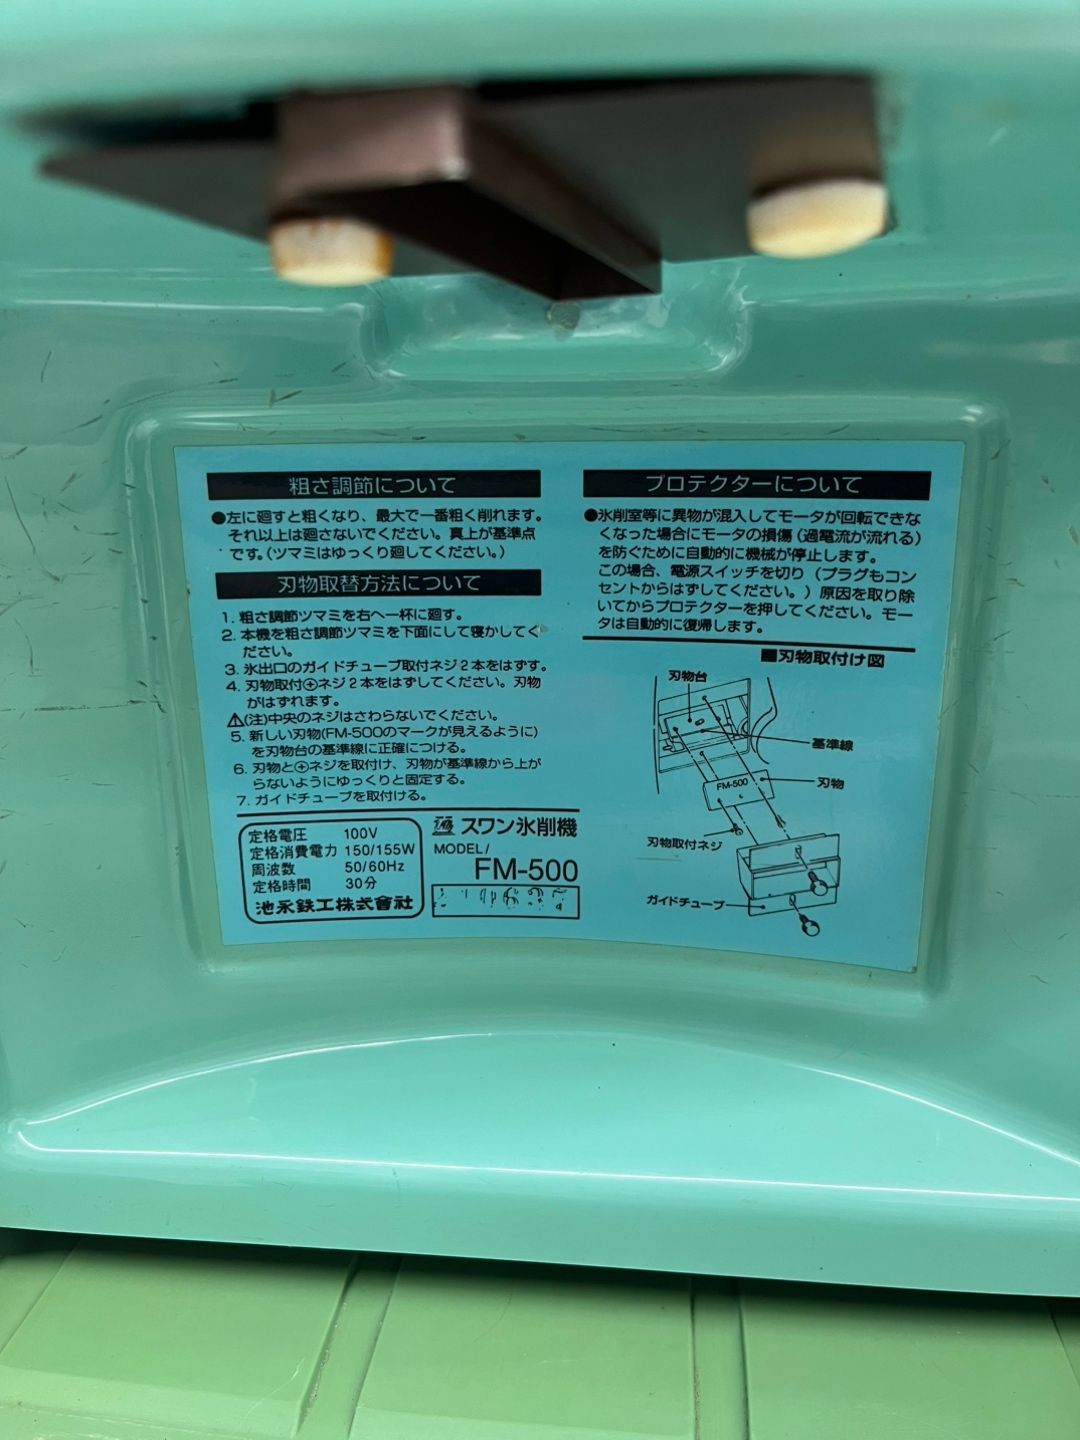 粗さ調節について
●左に廻すと粗くなり、最大で一番粗く削れます。
それ以上は廻さないでください。真上が基準点
です。(ツマミはゆっくり廻してください。)
刃物取替方法について
1. 粗さ調節ツマミを右へ一杯に廻す。
2. 本機を粗さ調節ツマミを下面にして寝かしてく
ださい。
3. 氷出口のガイドチューブ取付ネジ2本をはずす。
4. 刃物取付⊕ネジ2本をはずしてください。刃物
がはずれます。
⚠(注)中央のネジはさわらないでください。
5. 新しい刃物(FM-500のマークが見えるように)
を刃物台の基準線に正確につける。
6. 刃物と⊕ネジを取付け、刃物が基準線から上が
らないようにゆっくりと固定する。
7. ガイドチューブを取付ける。
定格電圧 100V
定格消費電力 150/155W
周波数 50/60Hz
定格時間 30分
池永鉄工株式會社
スワン氷削機
MODEL/
FM-500
プロテクターについて
●氷削室等に異物が混入してモータが回転できな
くなった場合にモータの損傷(過電流が流れる)
を防ぐために自動的に機械が停止します。
この場合、電源スイッチを切り(プラグもコン
セントからはずしてください。)原因を取り除
いてからプロテクターを押してください。モー
タは自動的に復帰します。
■刃物取付け図
刃物台
基準線
FM-500
刃物
刃物取付ネジ
ガイドチューブ